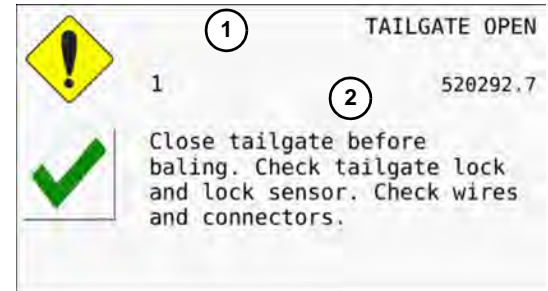 1 TAILGATE OPEN
1 520292.7
2
Close tailgate before
baling. Check tailgate lock
and lock sensor. Check wires
and connectors.